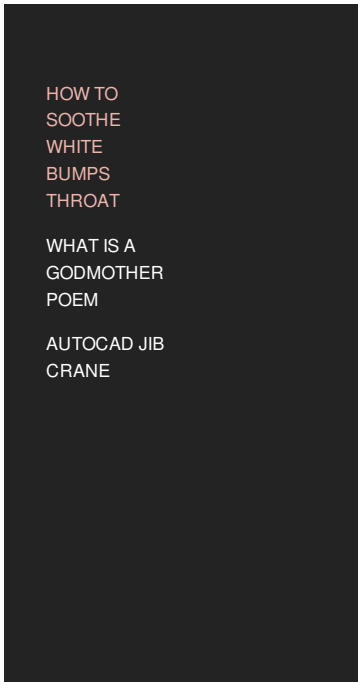 HOW TO
SOOTHE
WHITE
BUMPS
THROAT
WHAT IS A
GODMOTHER
POEM
AUTOCAD JIB
CRANE